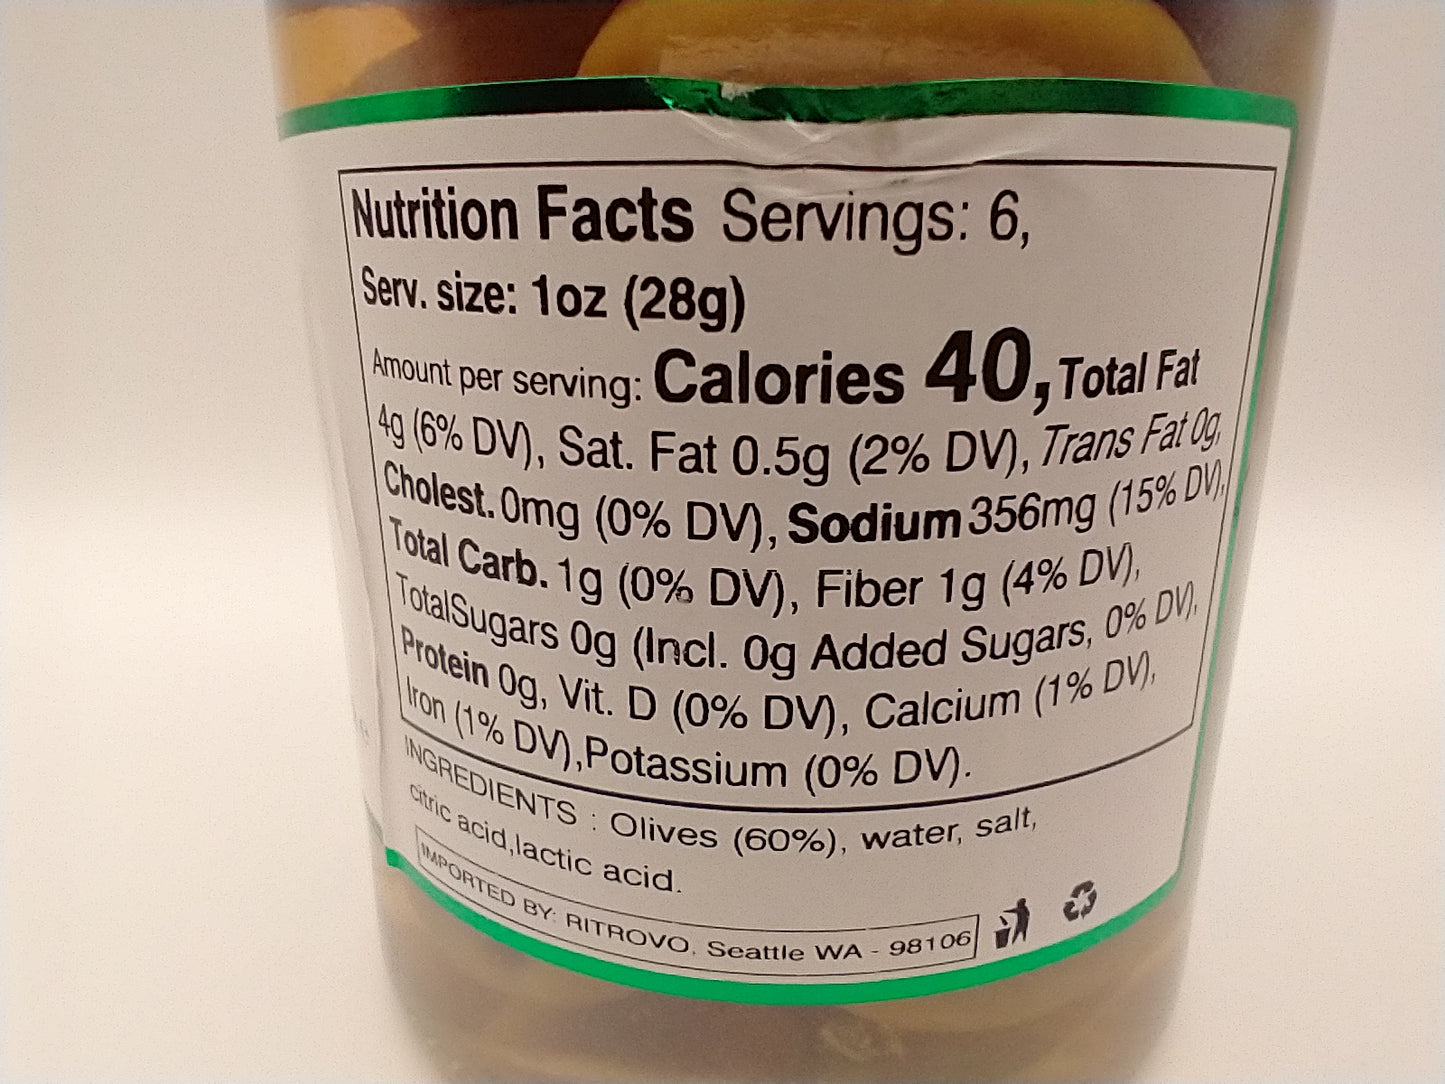 Nutrition Facts Servings: 6,
Serv. size: 1oz (28g)
Amount per serving: Calories 40, Total Fat
4g (6% DV), Sat. Fat 0.5g (2% DV), Trans Fat 0g,
Cholest. 0mg (0% DV), Sodium 356mg (15% DV),
Total Carb. 1g (0% DV), Fiber 1g (4% DV),
TotalSugars 0g (Incl. 0g Added Sugars, 0% DV),
Protein 0g, Vit. D (0% DV), Calcium (1% DV),
Iron (1% DV),Potassium (0% DV).
INGREDIENTS : Olives (60%), water, salt,
citric acid,lactic acid.
IMPORTED BY: RITROVO, Seattle WA - 98106